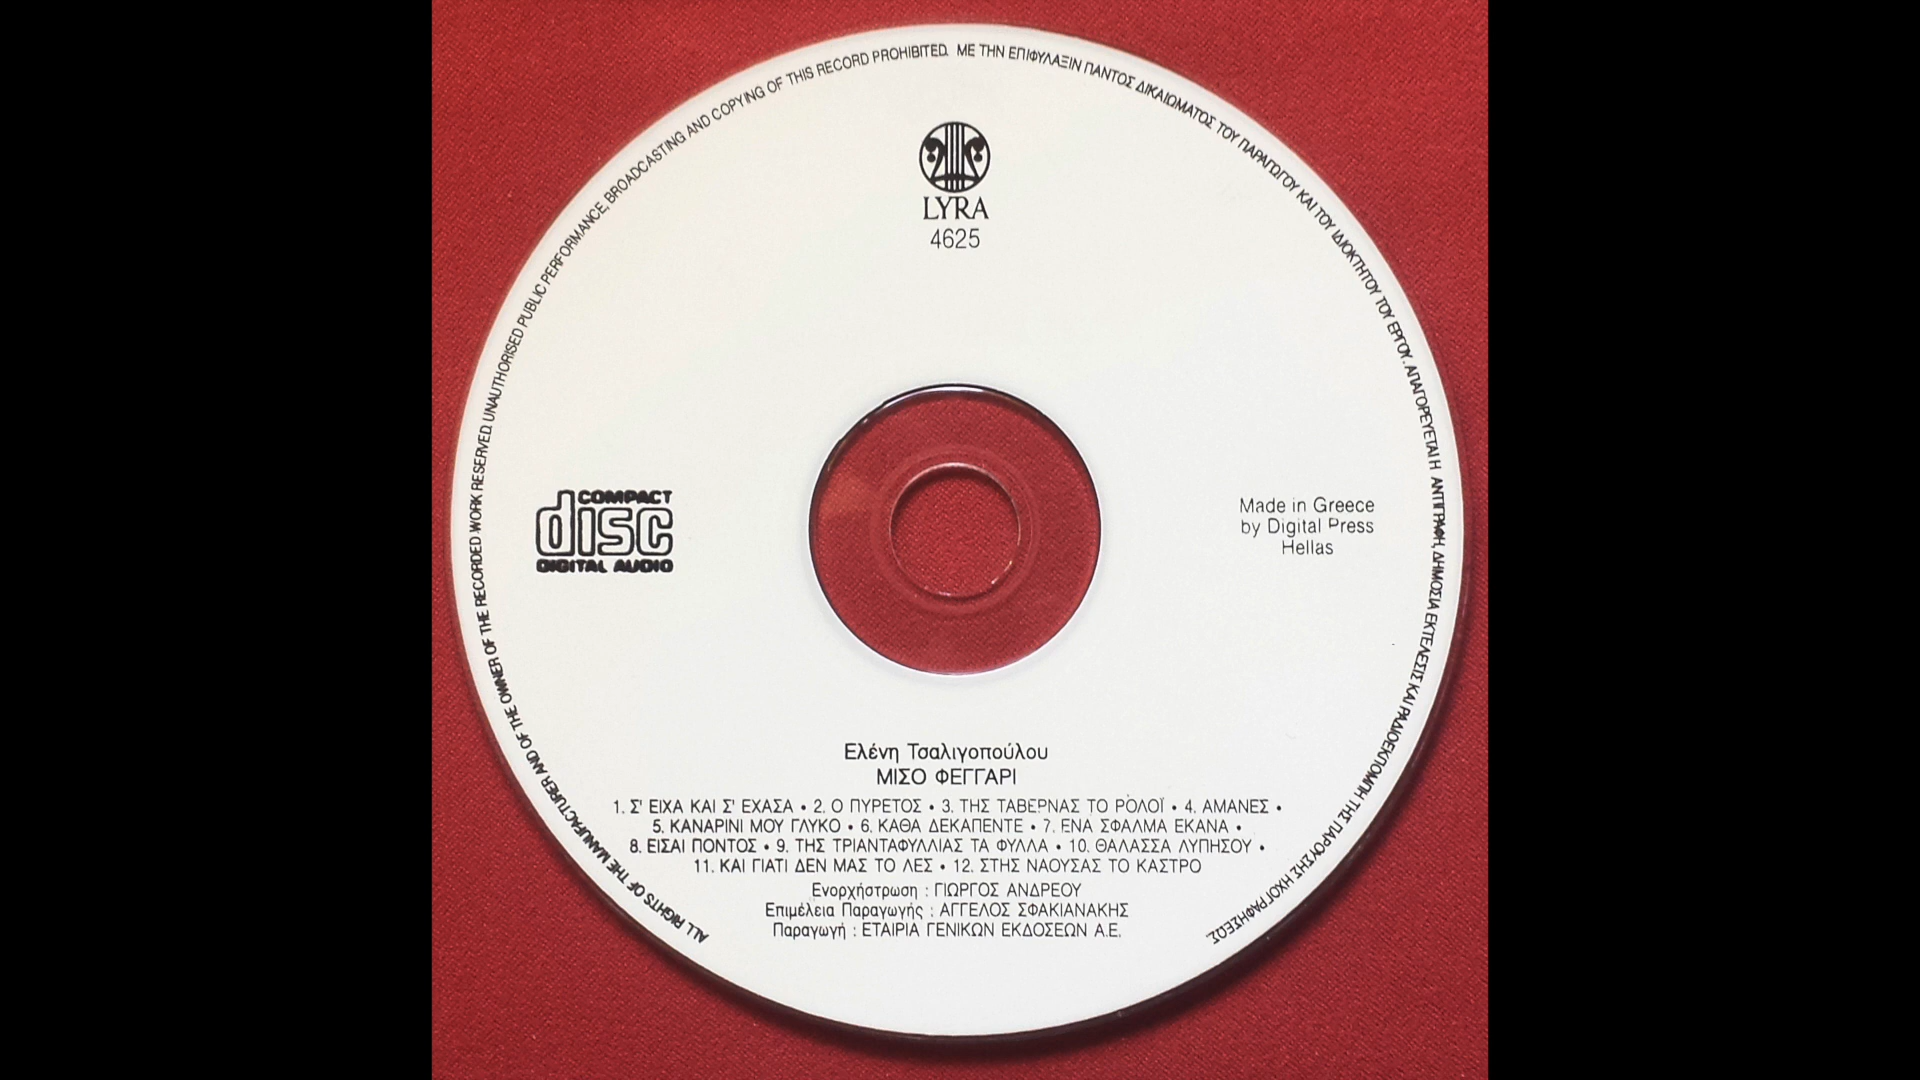 ALL RIGHTS OF THE MANUFACTURER AND OF THE OWNER OF THE RECORDED WORK RESERVED. UNAUTHORISED PUBLIC PERFORMANCE, BROADCASTING AND COPYING OF THIS RECORD PROHIBITED. ΜΕ ΤΗΝ ΕΠΙΦΥΛΑΞΙΝ ΠΑΝΤΟΣ ΔΙΚΑΙΩΜΑΤΟΣ ΤΟΥ ΠΑΡΑΓΩΓΟΥ ΚΑΙ ΤΟΥ ΙΔΙΟΚΤΗΤΟΥ ΤΟΥ ΕΡΓΟΥ. ΑΠΑΓΟΡΕΥΕΤΑΙ Η ΑΝΤΙΓΡΑΦΗ, ΔΗΜΟΣΙΑ ΕΚΤΕΛΕΣΙΣ ΚΑΙ ΡΑΔΙΟΕΚΠΟΜΠΗ ΤΗΣ ΠΑΡΟΥΣΗΣ ΗΧΟΓΡΑΦΗΣΕΩΣ.
LYRA
4625
COMPACT
disc
DIGITAL AUDIO
Made in Greece
by Digital Press
Hellas
Ελένη Τσαλιγοπούλου
ΜΙΣΟ ΦΕΓΓΑΡΙ
1. Σ' ΕΙΧΑ ΚΑΙ Σ' ΕΧΑΣΑ • 2. Ο ΠΥΡΕΤΟΣ • 3. ΤΗΣ ΤΑΒΕΡΝΑΣ ΤΟ ΡΟΛΟΪ • 4. ΑΜΑΝΕΣ •
5. ΚΑΝΑΡΙΝΙ ΜΟΥ ΓΛΥΚΟ • 6. ΚΑΘΑ ΔΕΚΑΠΕΝΤΕ • 7. ΕΝΑ ΣΦΑΛΜΑ ΕΚΑΝΑ •
8. ΕΙΣΑΙ ΠΟΝΤΟΣ • 9. ΤΗΣ ΤΡΙΑΝΤΑΦΥΛΛΙΑΣ ΤΑ ΦΥΛΛΑ • 10. ΘΑΛΑΣΣΑ ΛΥΠΗΣΟΥ •
11. ΚΑΙ ΓΙΑΤΙ ΔΕΝ ΜΑΣ ΤΟ ΛΕΣ • 12. ΣΤΗΣ ΝΑΟΥΣΑΣ ΤΟ ΚΑΣΤΡΟ
Ενορχήστρωση : ΓΙΩΡΓΟΣ ΑΝΔΡΕΟΥ
Επιμέλεια Παραγωγής : ΑΓΓΕΛΟΣ ΣΦΑΚΙΑΝΑΚΗΣ
Παραγωγή : ΕΤΑΙΡΙΑ ΓΕΝΙΚΩΝ ΕΚΔΟΣΕΩΝ Α.Ε.